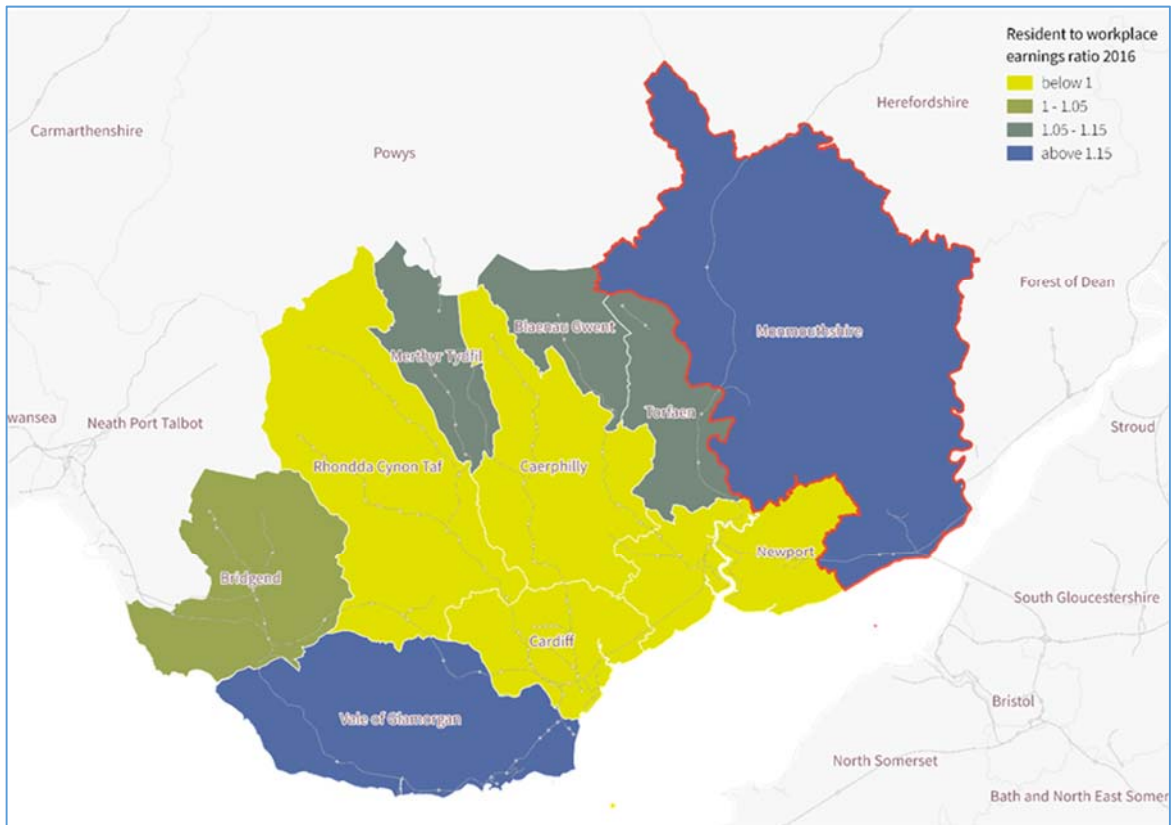 Resident to workplace
earnings ratio 2016
below 1
1 - 1.05
1.05 - 1.15
above 1.15
Herefordshire
Carmarthenshire
Powys
Forest of Dean
Blaenau Gwent
Monmouthshire
Merthyr Tydfil
Torfaen
wansea
Neath Port Talbot
Stroud
Rhondda Cynon Taf
Caerphilly
Newport
Bridgend
South Gloucestershire
Cardiff
Bristol
Vale of Glamorgan
North Somerset
Bath and North East Somer